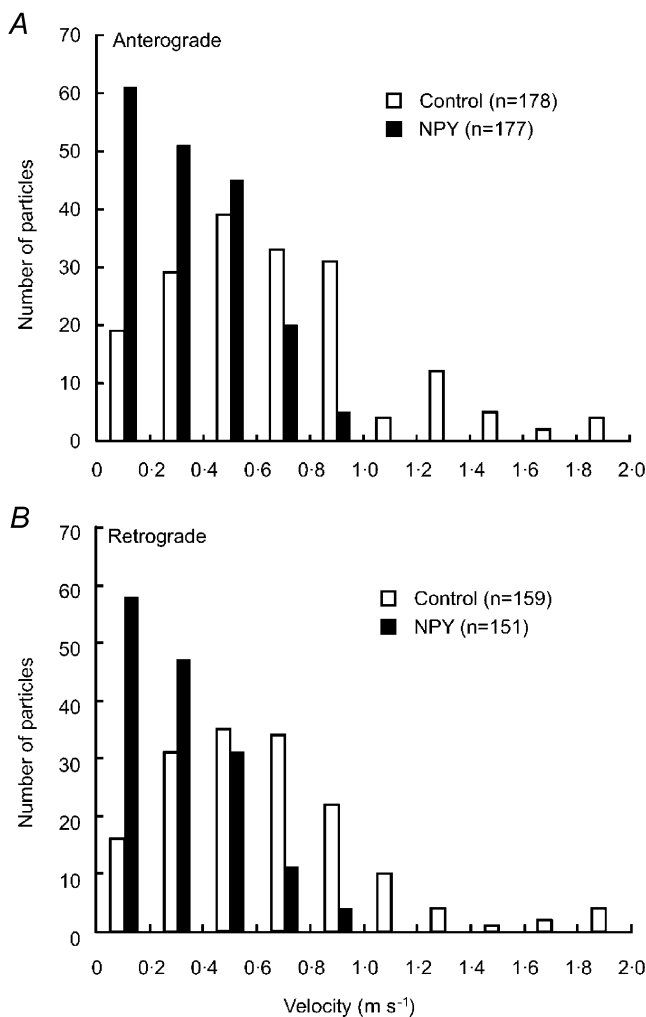 A
Anterograde
Number of particles
70
60
50
40
30
20
10
0
Control (n=178)
NPY (n=177)
0 0·2 0·4 0·6 0·8 1·0 1·2 1·4 1·6 1·8 2·0
B
Retrograde
Number of particles
70
60
50
40
30
20
10
0
Control (n=159)
NPY (n=151)
0 0·2 0·4 0·6 0·8 1·0 1·2 1·4 1·6 1·8 2·0
Velocity (m s⁻¹)